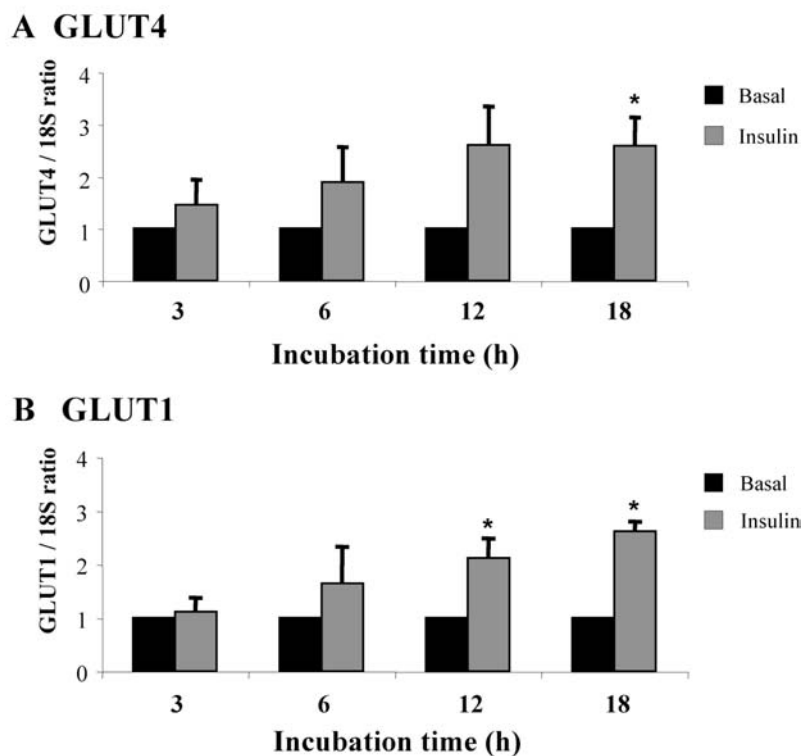 A GLUT4
GLUT4 / 18S ratio
4
3
2
1
0
*
Basal
Insulin
3 6 12 18
Incubation time (h)
B GLUT1
GLUT1 / 18S ratio
4
3
2
1
0
* *
Basal
Insulin
3 6 12 18
Incubation time (h)